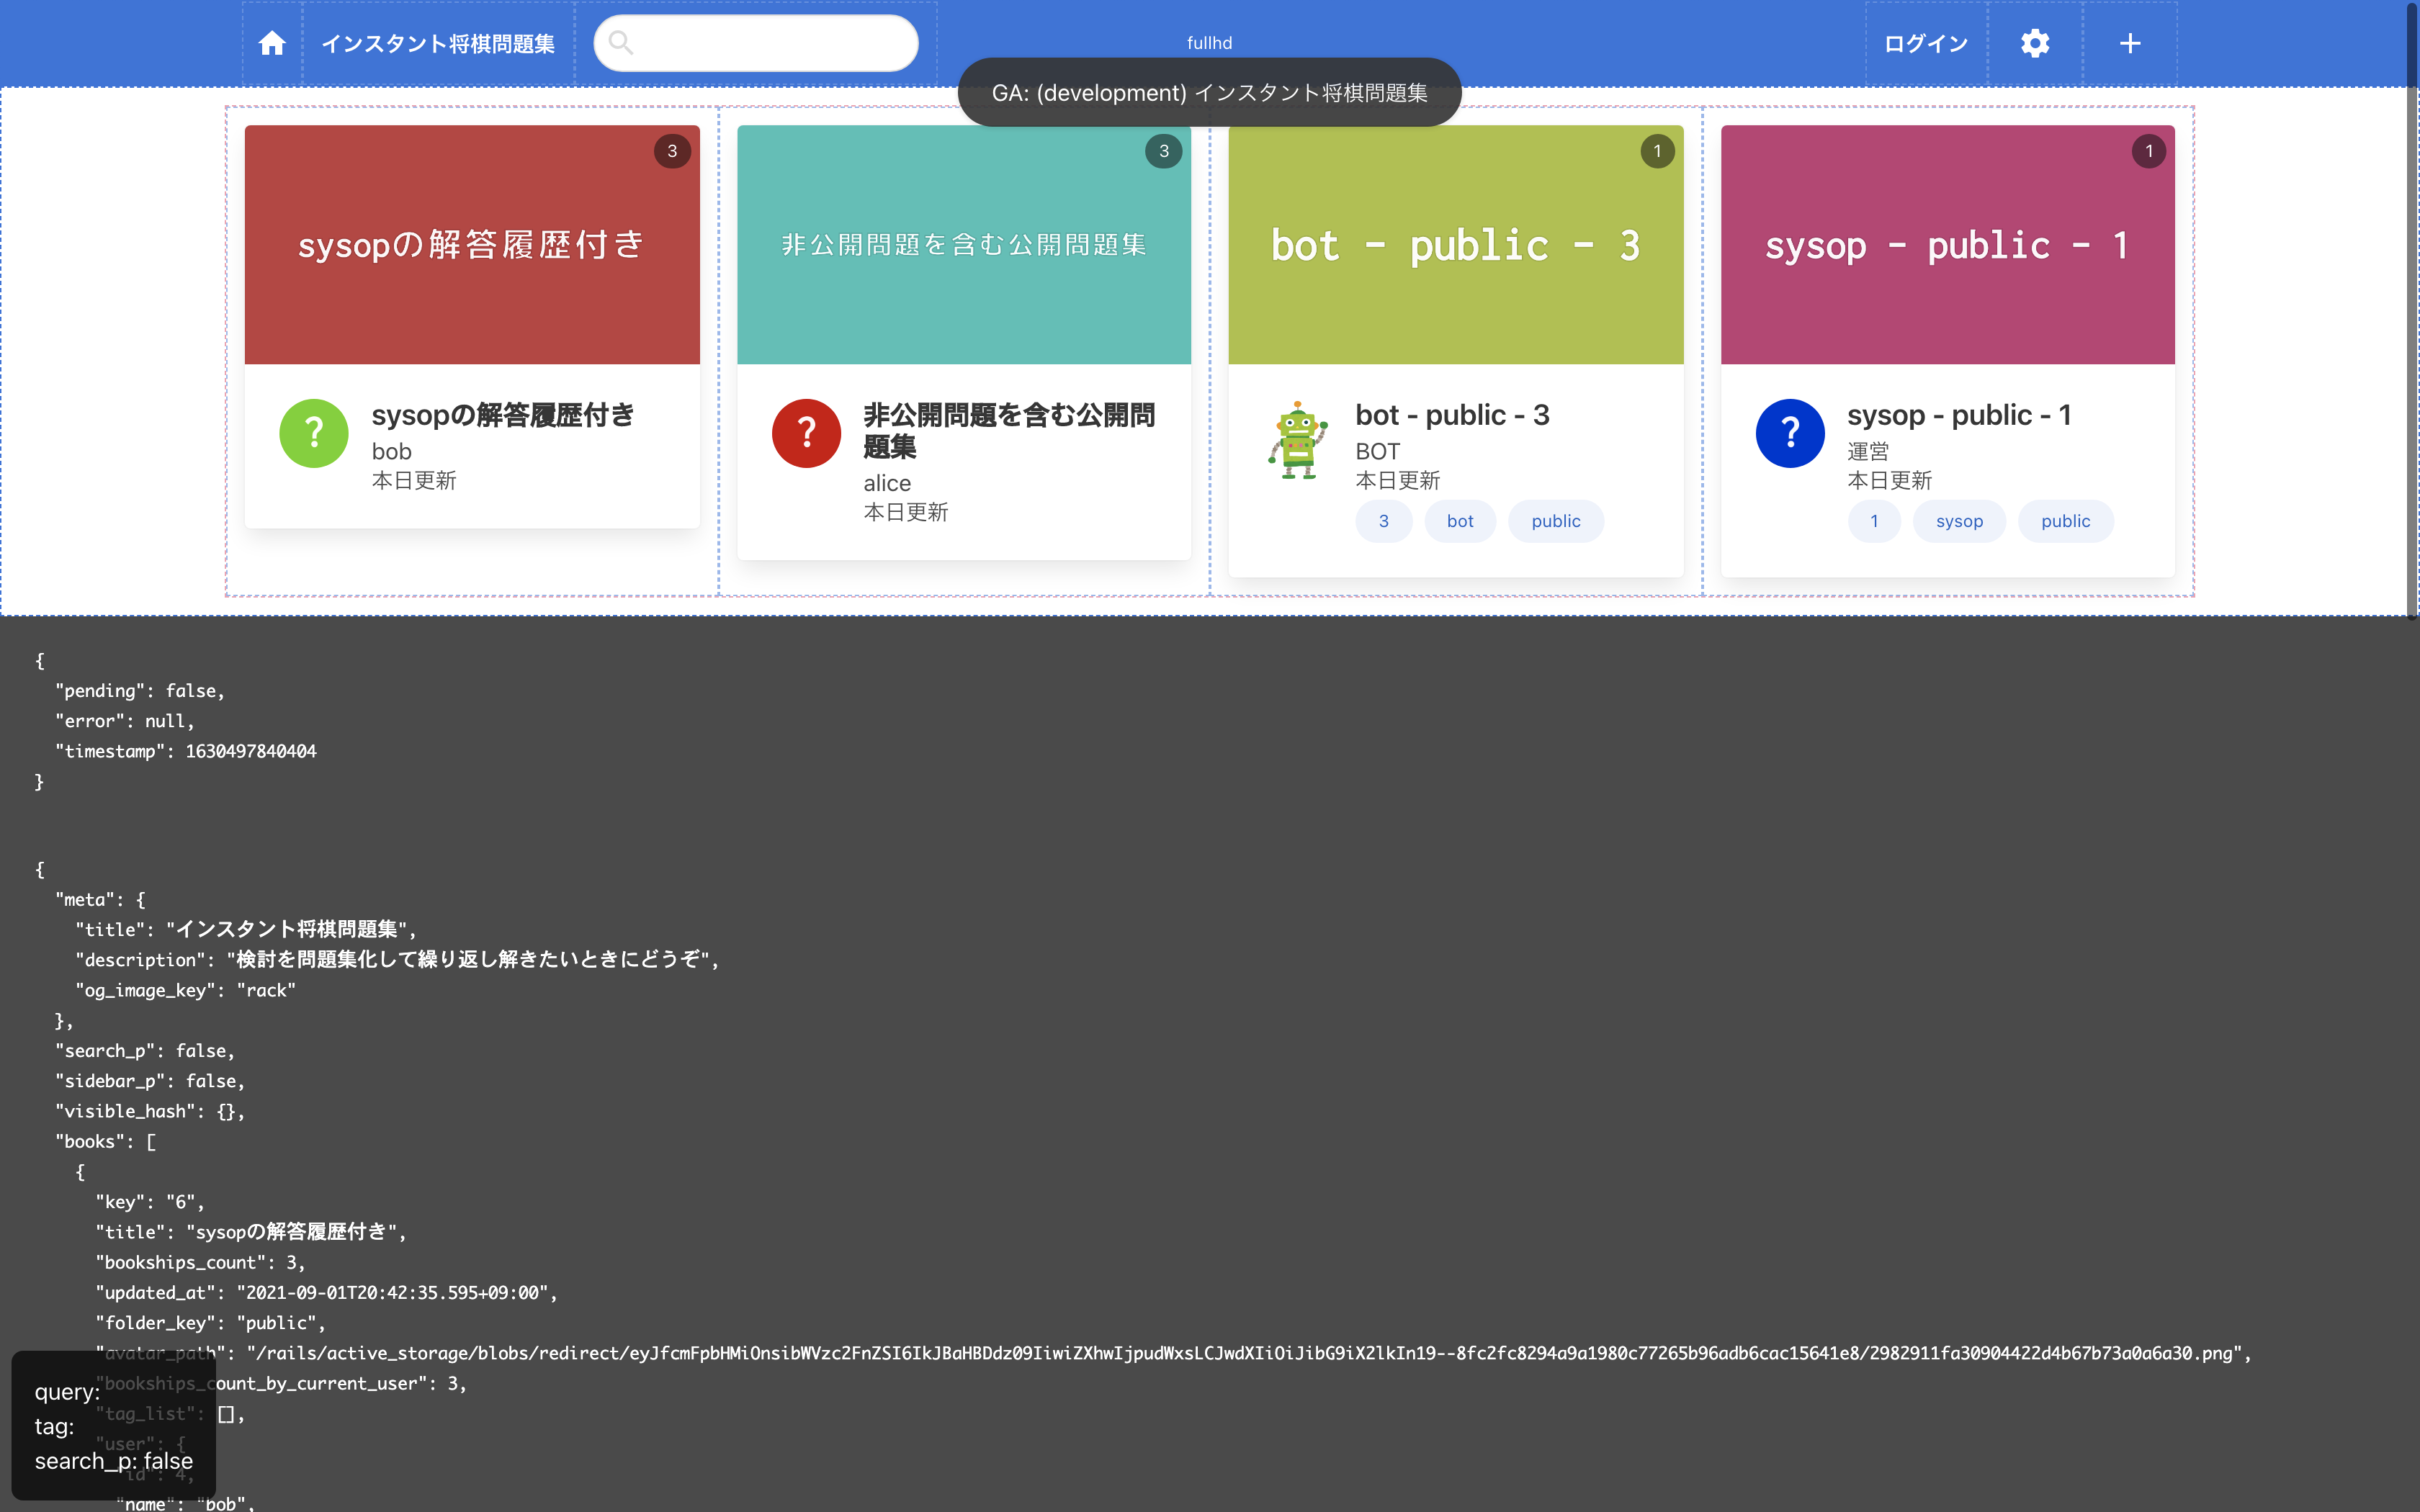 インスタント将棋問題集
fullhd
ログイン
GA: (development) インスタント将棋問題集
3
sysopの解答履歴付き
?
sysopの解答履歴付き
bob
本日更新
3
非公開問題を含む公開問題集
?
非公開問題を含む公開問
題集
alice
本日更新
1
bot - public - 3
bot - public - 3
BOT
本日更新
3 bot public
1
sysop - public - 1
?
sysop - public - 1
運営
本日更新
1 sysop public
{
"pending": false,
"error": null,
"timestamp": 1630497840404
}
{
"meta": {
"title": "インスタント将棋問題集",
"description": "検討を問題集化して繰り返し解きたいときにどうぞ",
"og_image_key": "rack"
},
"search_p": false,
"sidebar_p": false,
"visible_hash": {},
"books": [
{
"key": "6",
"title": "sysopの解答履歴付き",
"bookships_count": 3,
"updated_at": "2021-09-01T20:42:35.595+09:00",
"folder_key": "public",
"avatar_path": "/rails/active_storage/blobs/redirect/eyJfcmFpbHMiOnsibWVzc2FnZSI6IkJBaHBDdz09IiwiZXhwIjpudWxsLCJwdXIiOiJibG9iX2lkIn19--8fc2fc8294a9a1980c77265b96adb6cac15641e8/2982911fa30904422d4b67b73a0a6a30.png",
"bookships_count_by_current_user": 3,
"tag_list": [],
"user": {
"id": 4,
"name": "bob",
query:
tag:
search_p: false